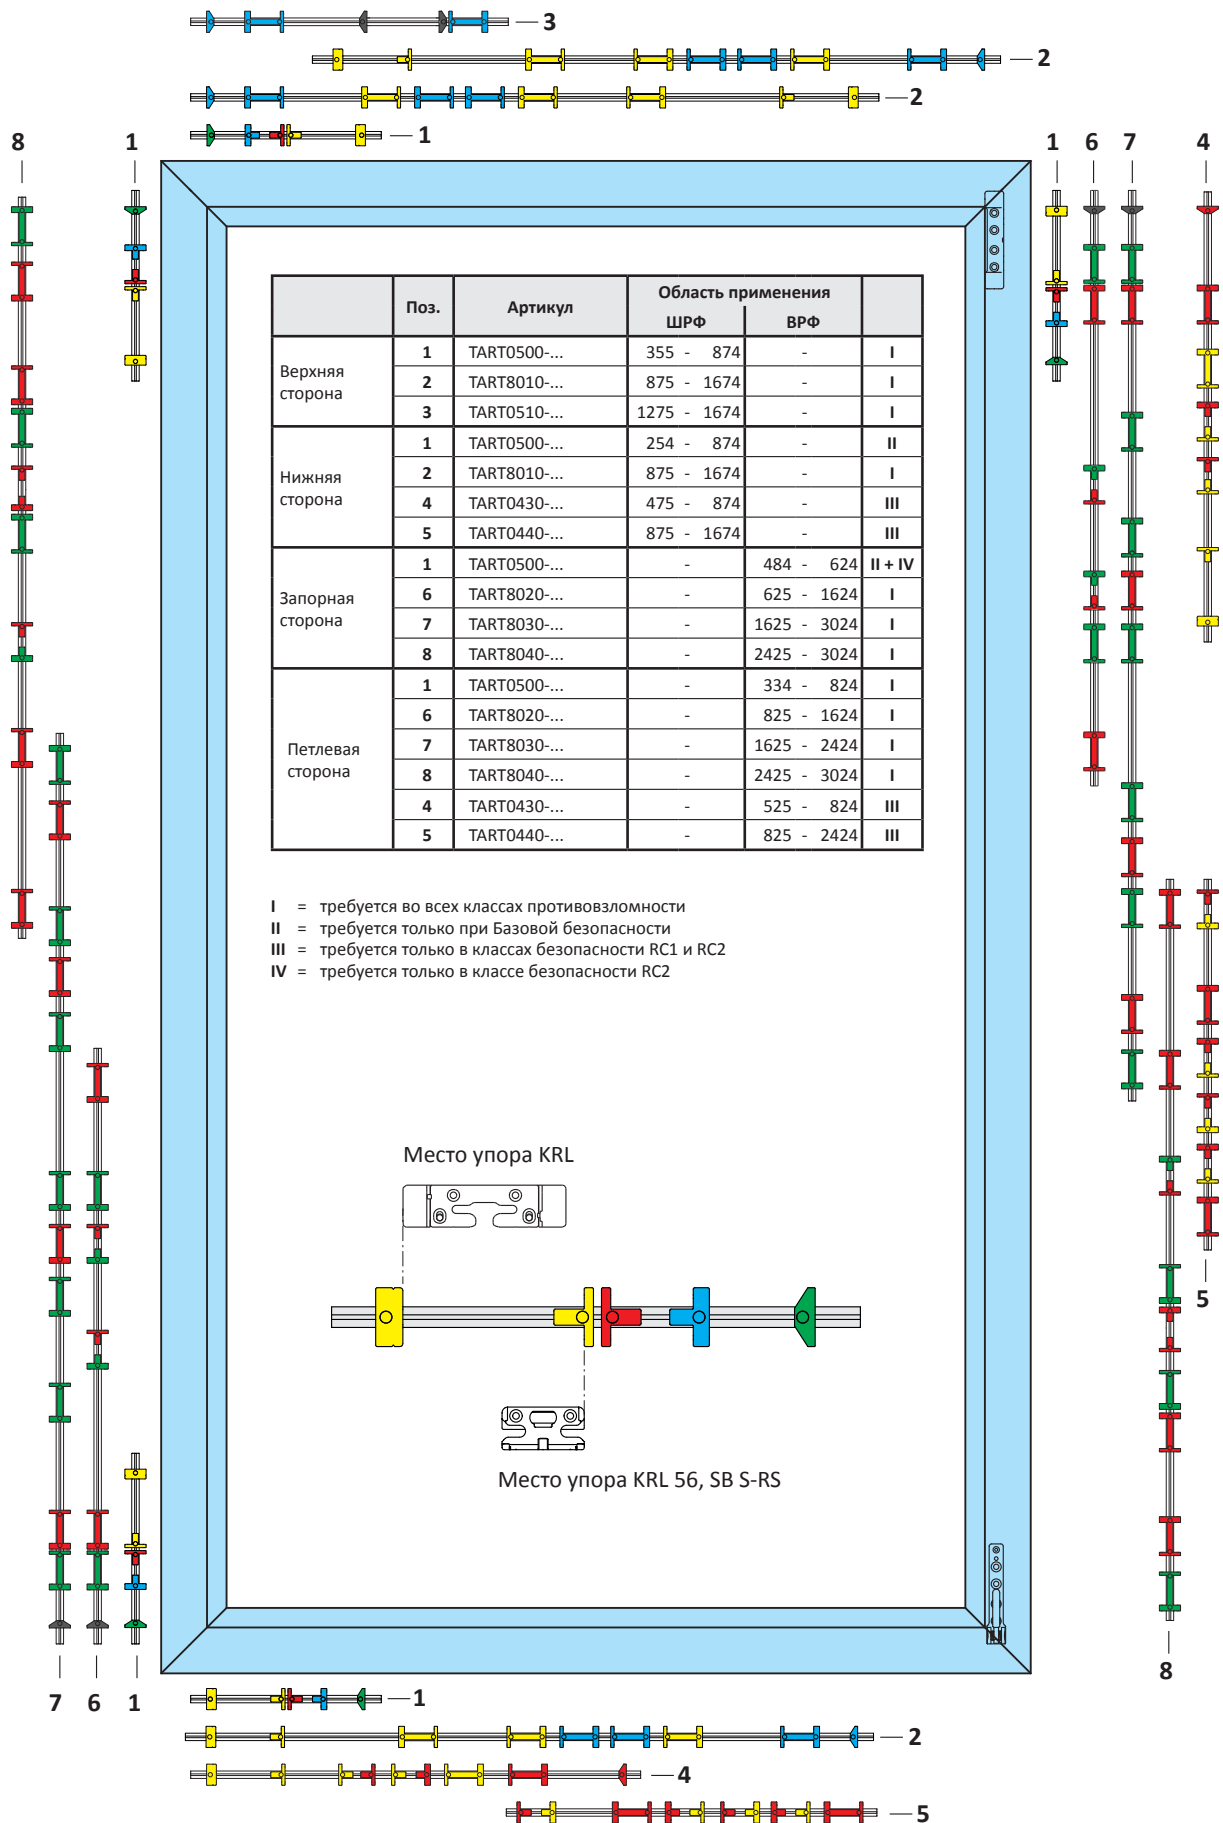 3
2
2
1
8
1
1
6
7
4
Поз. Артикул Область применения
ШРФ ВРФ
Верхняя сторона
1 TART0500-... 355 - 874 - I
2 TART8010-... 875 - 1674 - I
3 TART0510-... 1275 - 1674 - I
Нижняя сторона
1 TART0500-... 254 - 874 - II
2 TART8010-... 875 - 1674 - I
4 TART0430-... 475 - 874 - III
5 TART0440-... 875 - 1674 - III
Запорная сторона
1 TART0500-... - 484 - 624 II + IV
6 TART8020-... - 625 - 1624 I
7 TART8030-... - 1625 - 3024 I
8 TART8040-... - 2425 - 3024 I
Петлевая сторона
1 TART0500-... - 334 - 824 I
6 TART8020-... - 825 - 1624 I
7 TART8030-... - 1625 - 2424 I
8 TART8040-... - 2425 - 3024 I
4 TART0430-... - 525 - 824 III
5 TART0440-... - 825 - 2424 III
I = требуется во всех классах противовзломности
II = требуется только при Базовой безопасности
III = требуется только в классах безопасности RC1 и RC2
IV = требуется только в классе безопасности RC2
Место упора KRL
Место упора KRL 56, SB S-RS
5
8
7
6
1
1
2
4
5